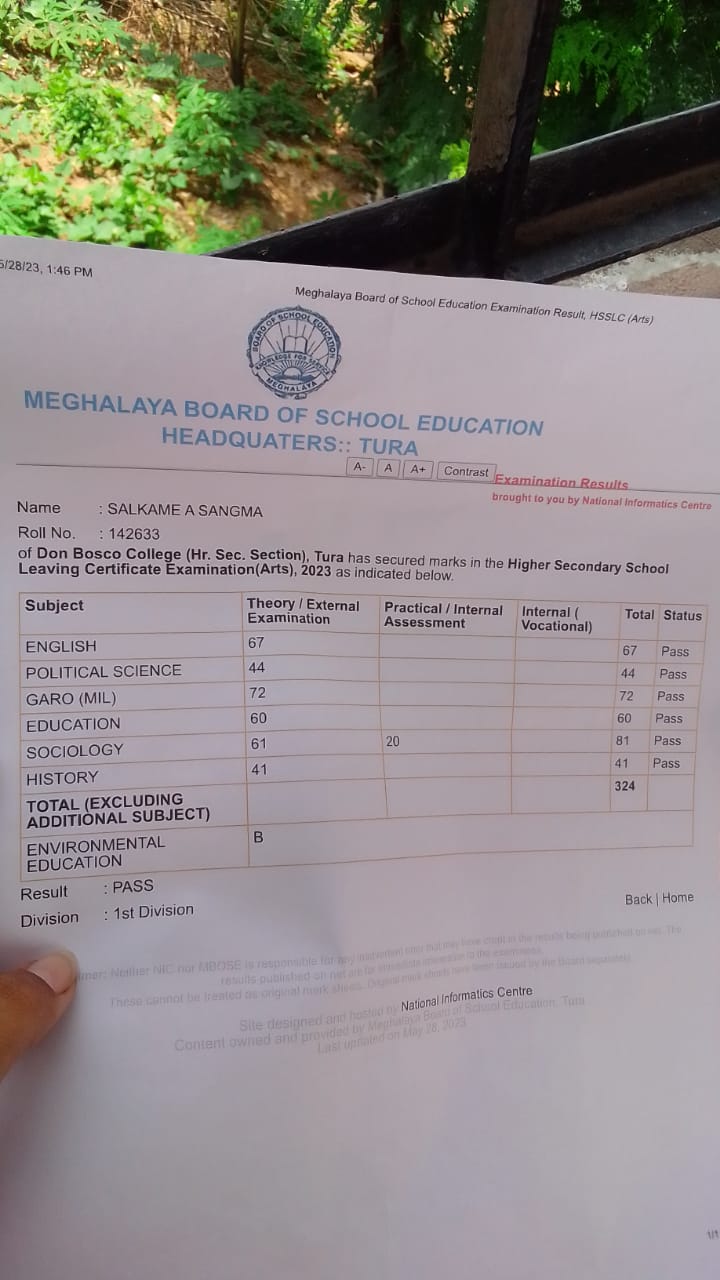 5/28/23, 1:46 PM
Meghalaya Board of School Education Examination Result, HSSLC (Arts)
BOARD OF SCHOOL EDUCATION
KNOWLEDGE FOR SERVICE
MEGHALAYA
MEGHALAYA BOARD OF SCHOOL EDUCATION
HEADQUATERS:: TURA
A- A A+ Contrast
Examination Results
brought to you by National Informatics Centre
Name : SALKAME A SANGMA
Roll No. : 142633
of Don Bosco College (Hr. Sec. Section), Tura has secured marks in the Higher Secondary School
Leaving Certificate Examination(Arts), 2023 as indicated below.
Subject Theory / External Examination Practical / Internal Assessment Internal ( Vocational) Total Status
ENGLISH 67 67 Pass
POLITICAL SCIENCE 44 44 Pass
GARO (MIL) 72 72 Pass
EDUCATION 60 60 Pass
SOCIOLOGY 61 20 81 Pass
HISTORY 41 41 Pass
TOTAL (EXCLUDING ADDITIONAL SUBJECT) 324
ENVIRONMENTAL EDUCATION B
Result : PASS
Division : 1st Division
Back | Home
imer: Neither NIC nor MBOSE is responsible for any inadvertent error that may have crept in the results being published on net. The
results published on net are for immediate information to the examinees.
These cannot be treated as original mark sheets. Original mark sheets have been issued by the Board separately.
Site designed and hosted by National Informatics Centre
Content owned and provided by Meghalaya Board of School Education, Tura
Last updated on May 28, 2023
1/1